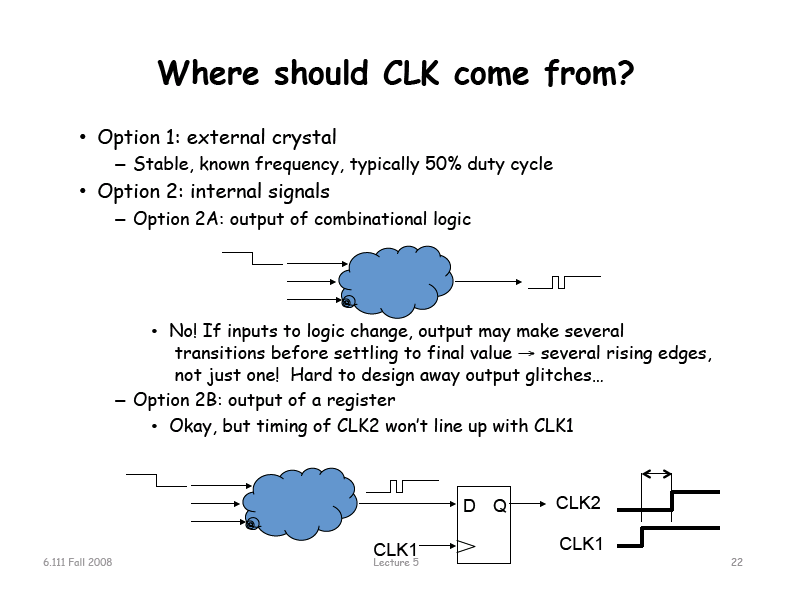 Where should CLK come from?
• Option 1: external crystal
– Stable, known frequency, typically 50% duty cycle
• Option 2: internal signals
– Option 2A: output of combinational logic
• No! If inputs to logic change, output may make several
transitions before settling to final value → several rising edges,
not just one!  Hard to design away output glitches…
– Option 2B: output of a register
• Okay, but timing of CLK2 won't line up with CLK1
D Q
CLK2
CLK1
CLK1
6.111 Fall 2008
Lecture 5
22